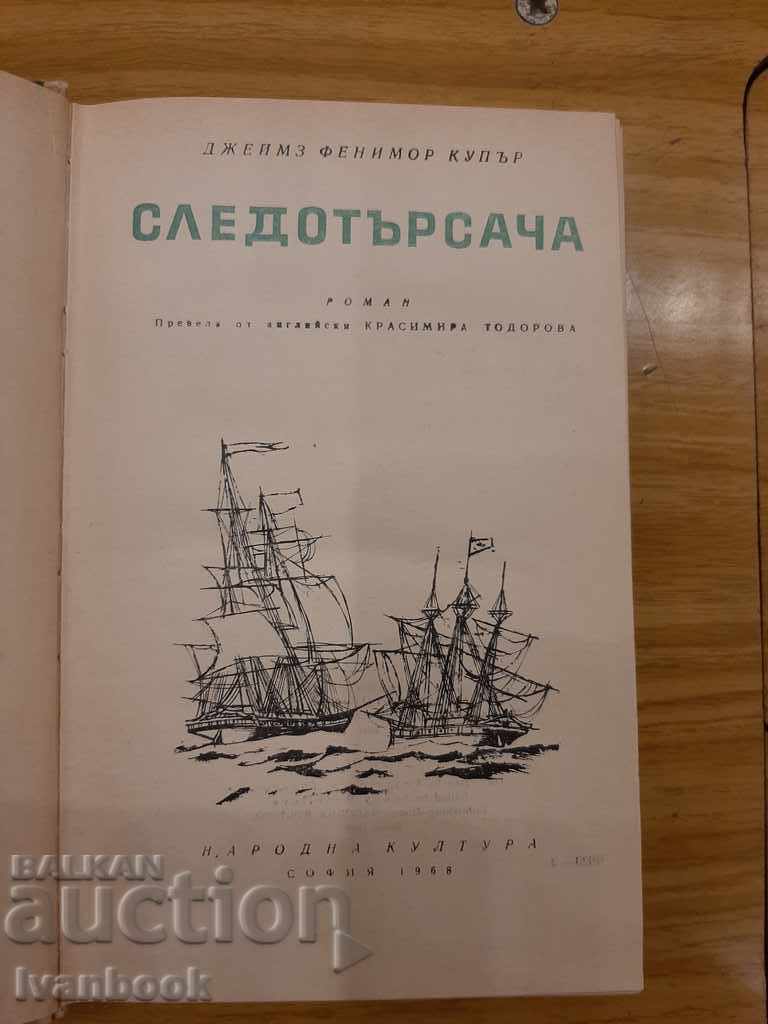 ДЖЕЙМЗ ФЕНИМОР КУПЪР
СЛЕДОТЪРСАЧА
РОМАН
Превела от английски КРАСИМИРА ТОДОРОВА
НАРОДНА КУЛТУРА
СОФИЯ 1968
BALKAN
auction
Ivanbook